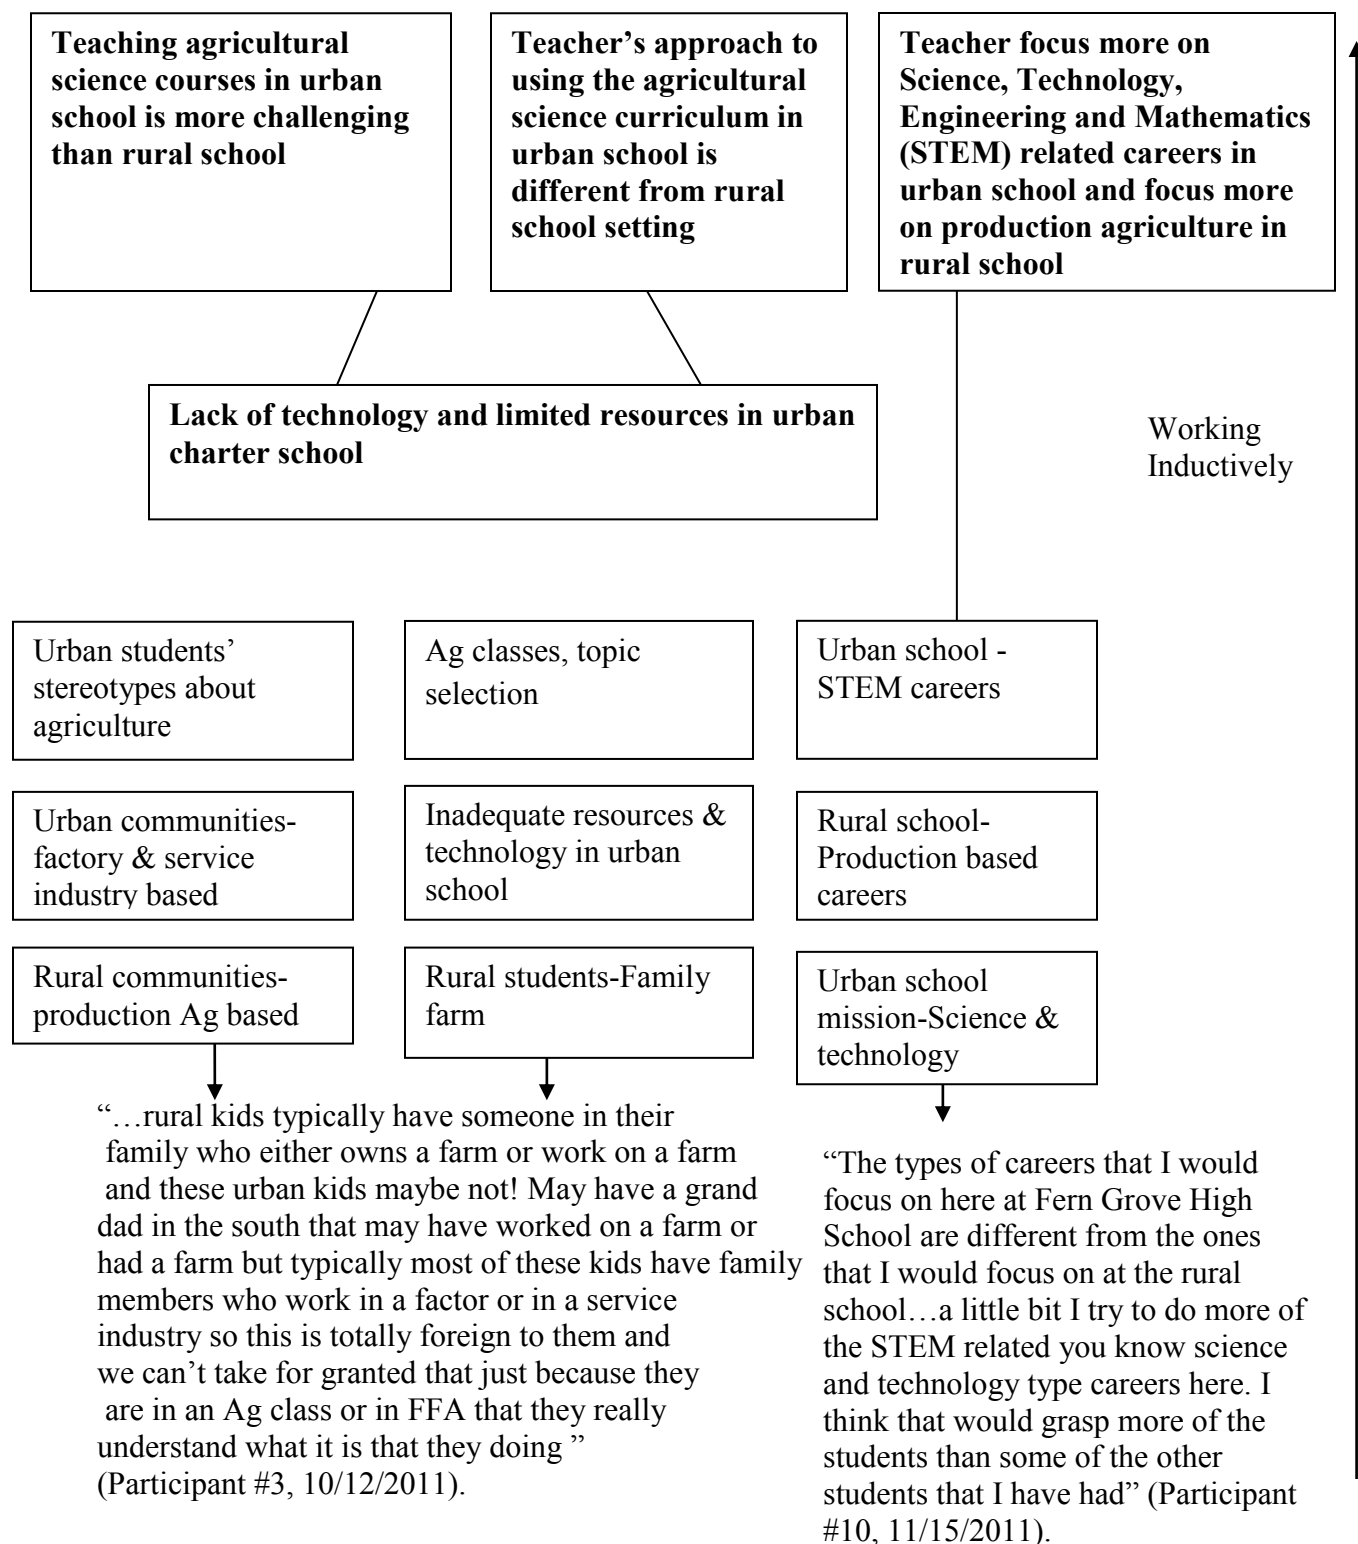 Teaching agricultural
science courses in urban
school is more challenging
than rural school
Teacher’s approach to
using the agricultural
science curriculum in
urban school is
different from rural
school setting
Teacher focus more on
Science, Technology,
Engineering and Mathematics
(STEM) related careers in
urban school and focus more
on production agriculture in
rural school
Lack of technology and limited resources in urban
charter school
Working
Inductively
Urban students’
stereotypes about
agriculture
Ag classes, topic
selection
Urban school -
STEM careers
Urban communities-
factory & service
industry based
Inadequate resources &
technology in urban
school
Rural school-
Production based
careers
Rural communities-
production Ag based
Rural students-Family
farm
Urban school
mission-Science &
technology
“…rural kids typically have someone in their
family who either owns a farm or work on a farm
and these urban kids maybe not! May have a grand
dad in the south that may have worked on a farm or
had a farm but typically most of these kids have family
members who work in a factor or in a service
industry so this is totally foreign to them and
we can’t take for granted that just because they
are in an Ag class or in FFA that they really
understand what it is that they doing ”
(Participant #3, 10/12/2011).
“The types of careers that I would
focus on here at Fern Grove High
School are different from the ones
that I would focus on at the rural
school…a little bit I try to do more of
the STEM related you know science
and technology type careers here. I
think that would grasp more of the
students than some of the other
students that I have had” (Participant
#10, 11/15/2011).